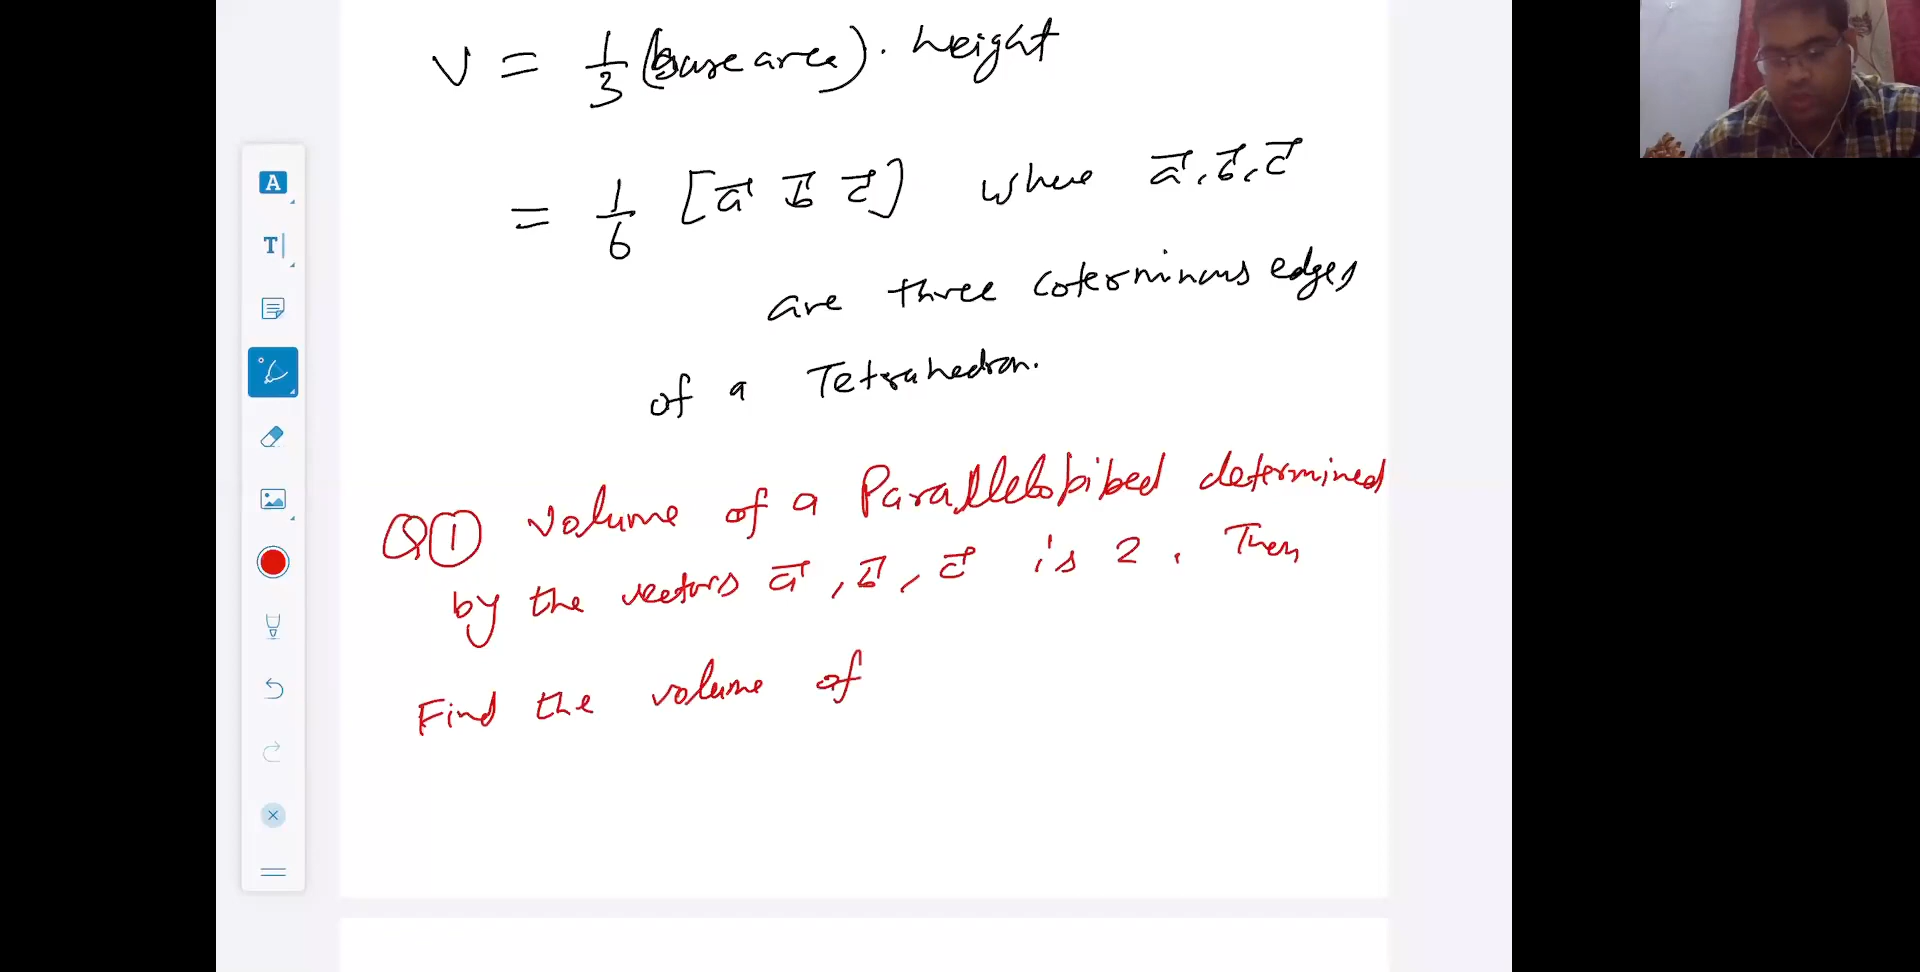 V = 1/3 (base area) . height
= 1/6 [a⃗ b⃗ c⃗] where a⃗, b⃗, c⃗
are three coterminous edges
of a Tetrahedron.
Q① volume of a Parallelopiped determined
by the vectors a⃗, b⃗, c⃗ is 2. Then
Find the volume of
A
T